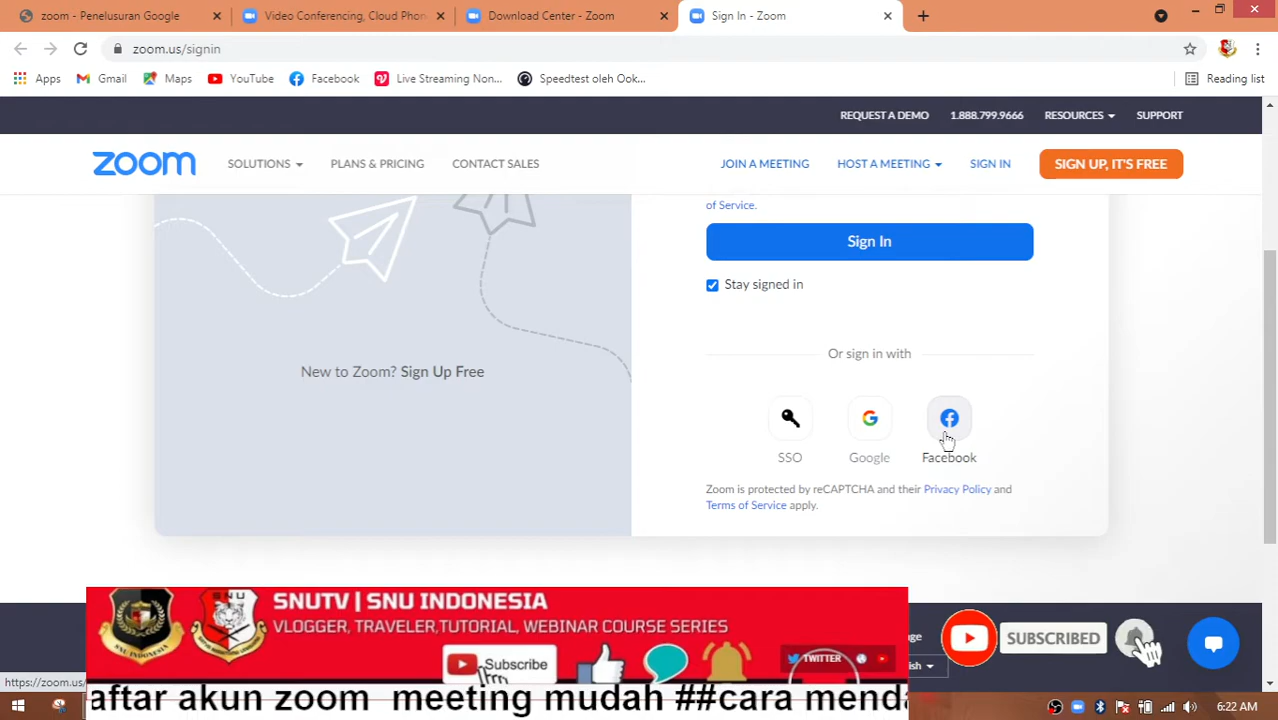 zoom - Penelusuran Google
Video Conferencing, Cloud Phon
Download Center - Zoom
Sign In - Zoom
zoom.us/signin
Apps
Gmail
Maps
YouTube
Facebook
Live Streaming Non...
Speedtest oleh Ook...
Reading list
REQUEST A DEMO
1.888.799.9666
RESOURCES
SUPPORT
zoom
SOLUTIONS
PLANS & PRICING
CONTACT SALES
JOIN A MEETING
HOST A MEETING
SIGN IN
SIGN UP, IT'S FREE
of Service.
Sign In
Stay signed in
New to Zoom? Sign Up Free
Or sign in with
SSO
Google
Facebook
Zoom is protected by reCAPTCHA and their Privacy Policy and
Terms of Service apply.
SNUTV | SNU INDONESIA
VLOGGER, TRAVELER,TUTORIAL, WEBINAR COURSE SERIES
Subscribe
TWITTER
SUBSCRIBED
https://zoom.us/
aftar akun zoom meeting mudah ##cara menda
6:22 AM